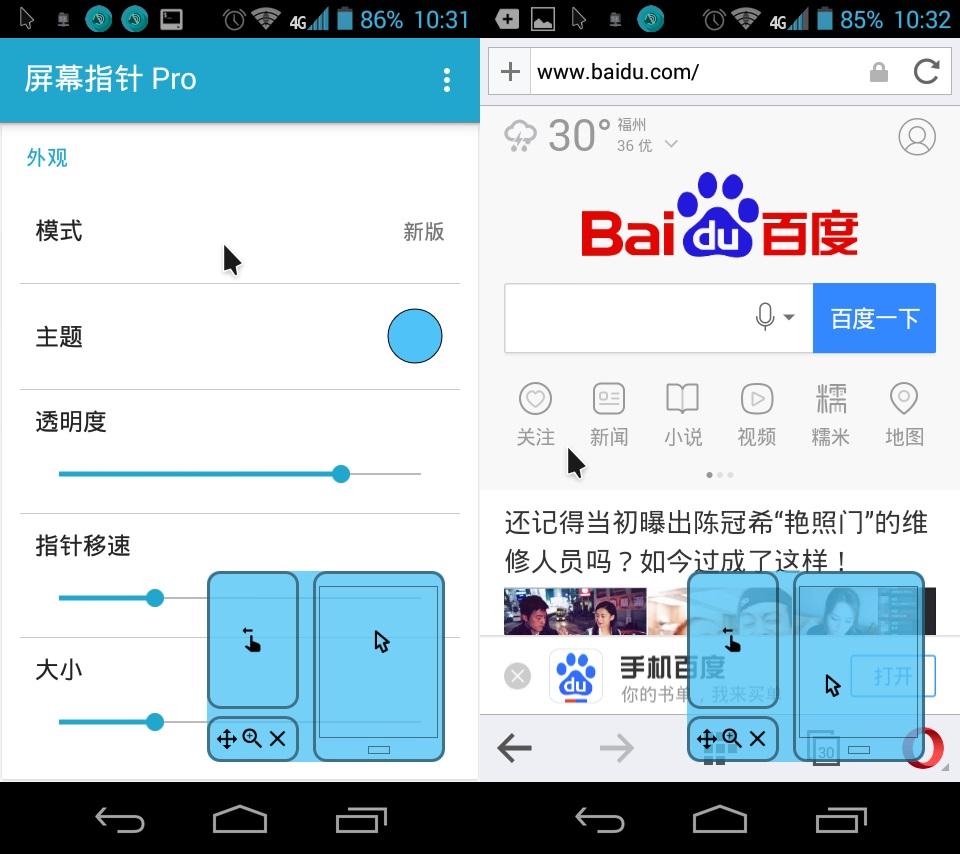 4G 86% 10:31
屏幕指针 Pro
外观
模式 新版
主题
透明度
指针移速
大小
4G 85% 10:32
www.baidu.com/
30° 福州
36 优
Bai du 百度
百度一下
关注 新闻 小说 视频 糯米 地图
还记得当初曝出陈冠希“艳照门”的维
修人员吗？如今过成了这样！
du 手机百度 打开
你的书单，我来买单
30